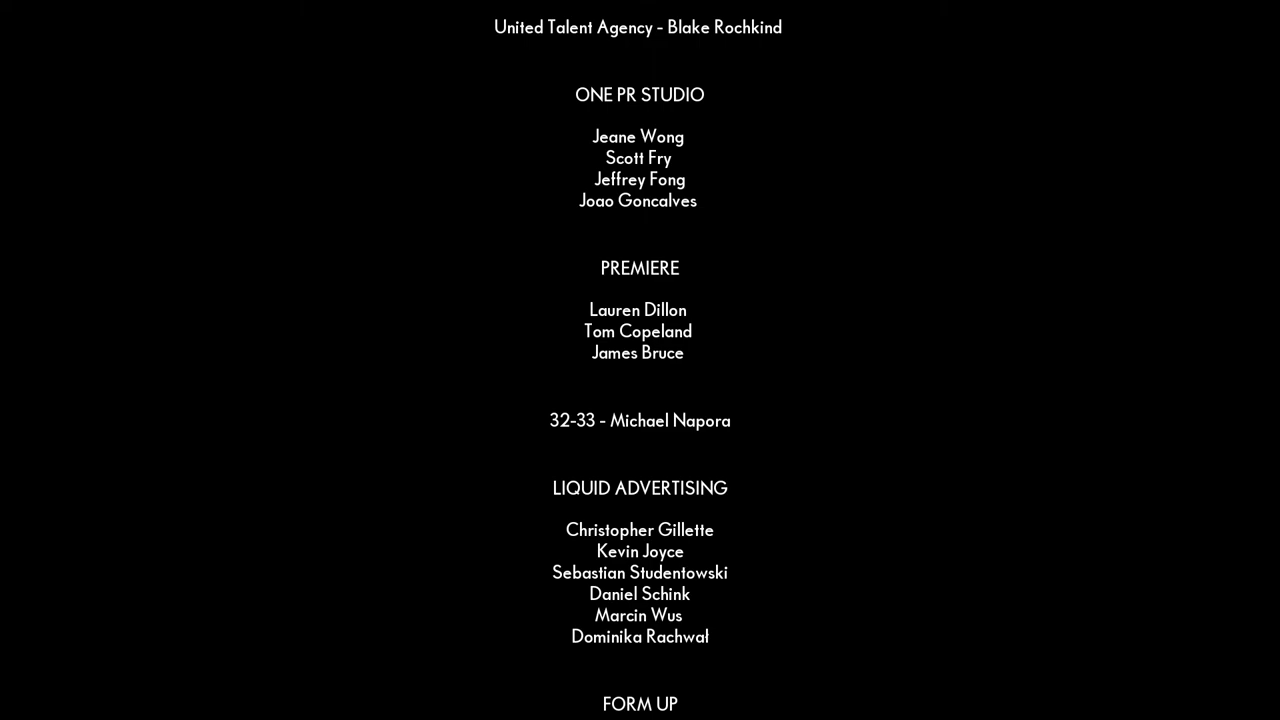 United Talent Agency - Blake Rochkind
ONE PR STUDIO
Jeane Wong
Scott Fry
Jeffrey Fong
Joao Goncalves
PREMIERE
Lauren Dillon
Tom Copeland
James Bruce
32-33 - Michael Napora
LIQUID ADVERTISING
Christopher Gillette
Kevin Joyce
Sebastian Studentowski
Daniel Schink
Marcin Wus
Dominika Rachwał
FORM UP